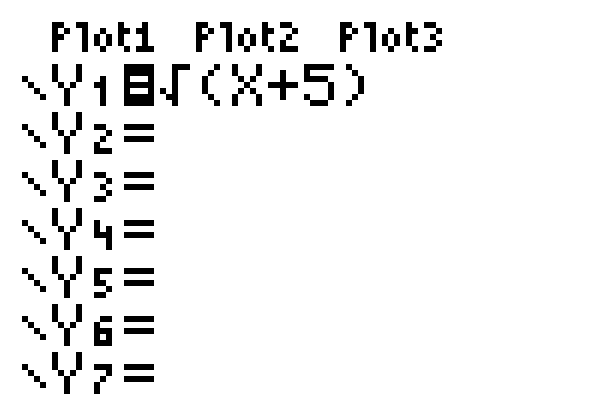 Plot1 Plot2 Plot3
\Y1=√(X+5)
\Y2=
\Y3=
\Y4=
\Y5=
\Y6=
\Y7=